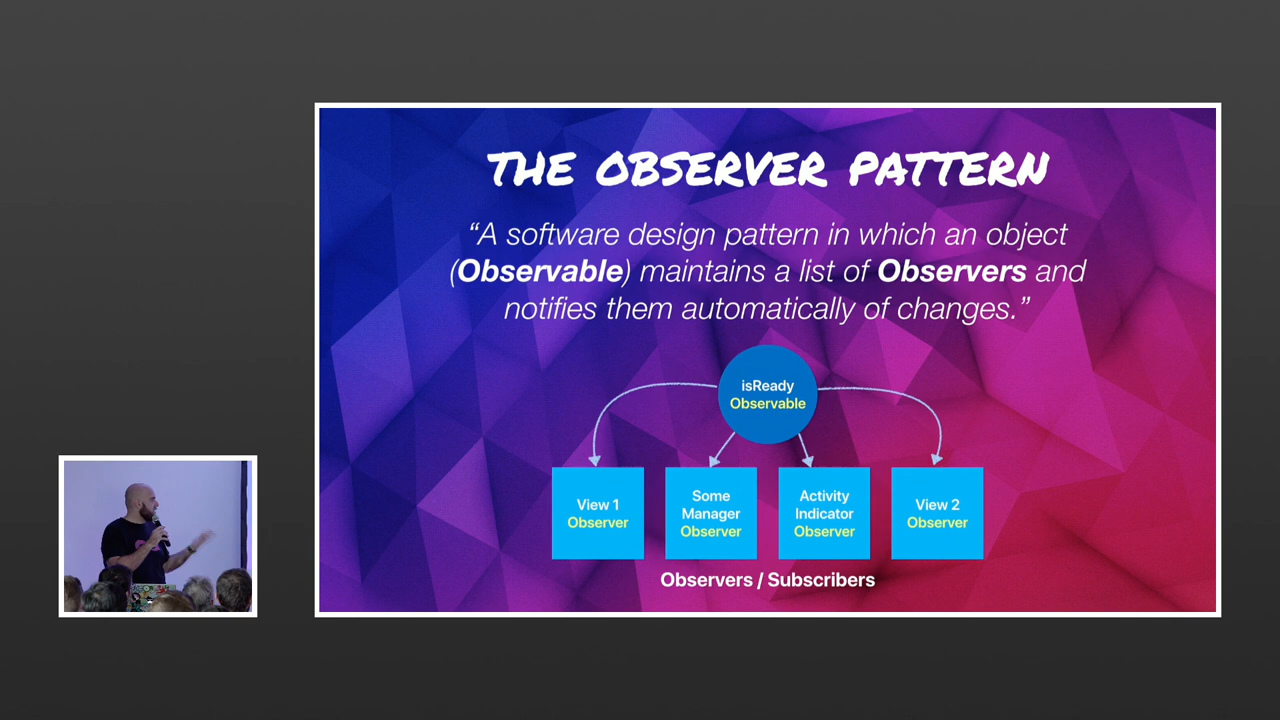 THE OBSERVER PATTERN
“A software design pattern in which an object
(Observable) maintains a list of Observers and
notifies them automatically of changes.”
isReady
Observable
View 1
Observer
Some
Manager
Observer
Activity
Indicator
Observer
View 2
Observer
Observers / Subscribers